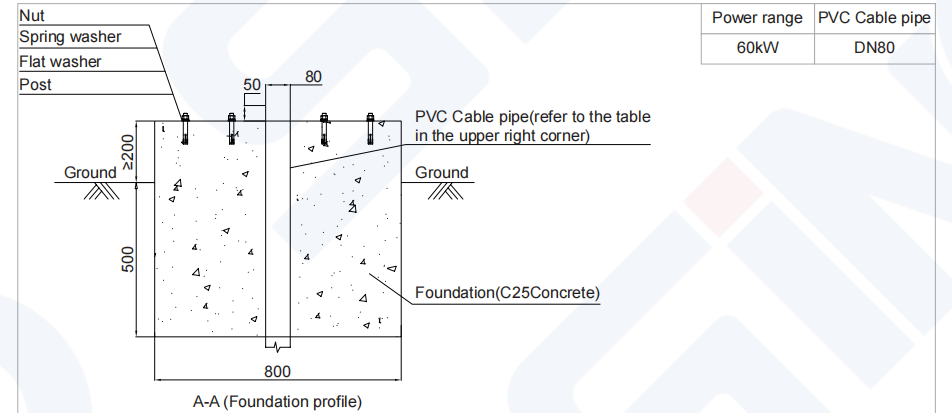 Nut
Spring washer
Flat washer
Post
Power range PVC Cable pipe
60kW DN80
50
80
PVC Cable pipe(refer to the table
in the upper right corner)
≥200
Ground
Ground
500
Foundation(C25Concrete)
800
A-A (Foundation profile)